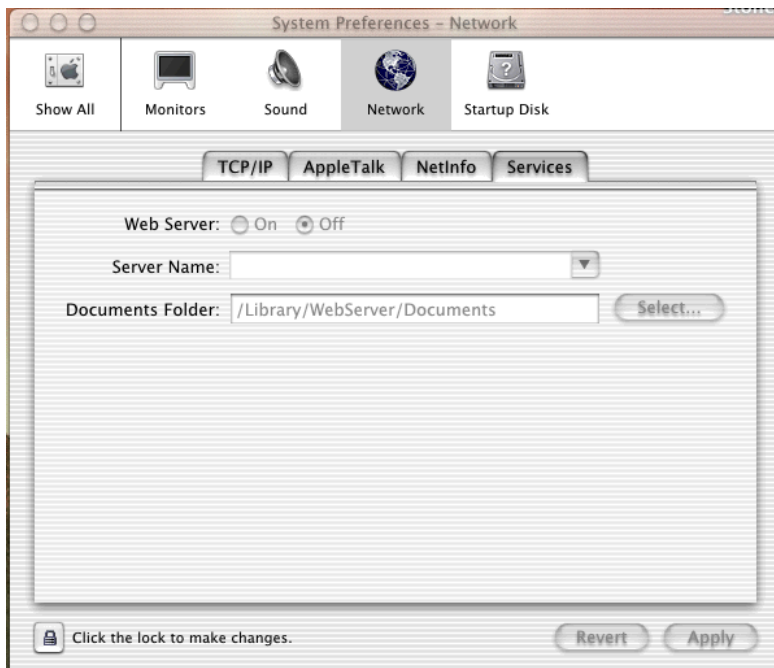 System Preferences – Network
Show All Monitors Sound Network Startup Disk
TCP/IP AppleTalk NetInfo Services
Web Server: On Off
Server Name:
Documents Folder: /Library/WebServer/Documents Select...
Click the lock to make changes. Revert Apply